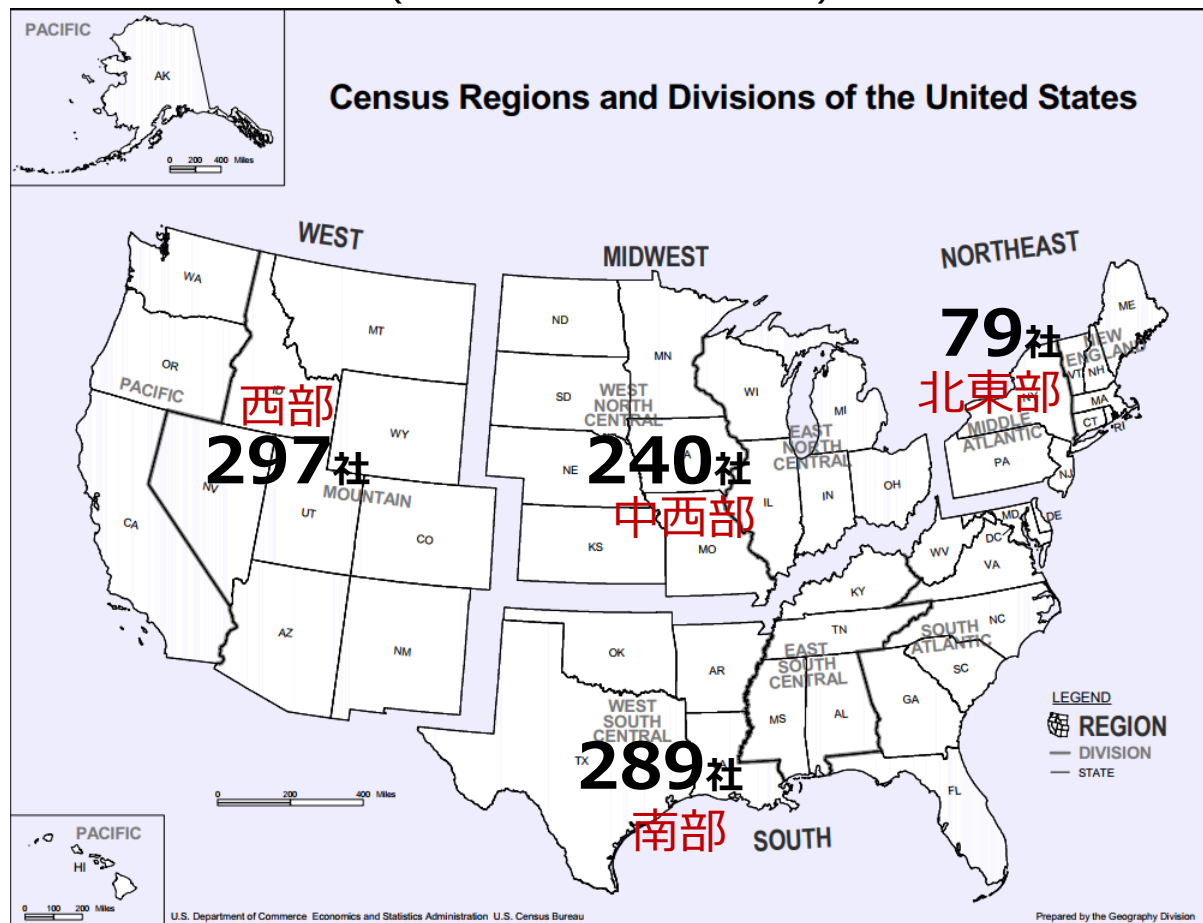 PACIFIC
AK
0 200 400 Miles
Census Regions and Divisions of the United States
WEST
MIDWEST
NORTHEAST
WA
MT
ND
MN
ME
79社
NEW
ENGLAND
VT
NH
OR
PACIFIC
ID
西部
SD
WEST
NORTH
CENTRAL
WI
MI
北東部
NY
MA
CT
RI
WY
297社
NV
NE
240社
EAST
NORTH
CENTRAL
MIDDLE
ATLANTIC
PA
NJ
OH
IN
IL
MOUNTAIN
UT
CO
CA
中西部
KS
MO
MD
DE
DC
WV
VA
KY
AZ
NM
OK
AR
TN
NC
SOUTH
ATLANTIC
SC
EAST
SOUTH
CENTRAL
MS
AL
GA
WEST
SOUTH
CENTRAL
TX
289社
南部
FL
SOUTH
LEGEND
REGION
DIVISION
STATE
0 200 400 Miles
PACIFIC
HI
0 100 200 Miles
U.S. Department of Commerce Economics and Statistics Administration U.S. Census Bureau
Prepared by the Geography Division